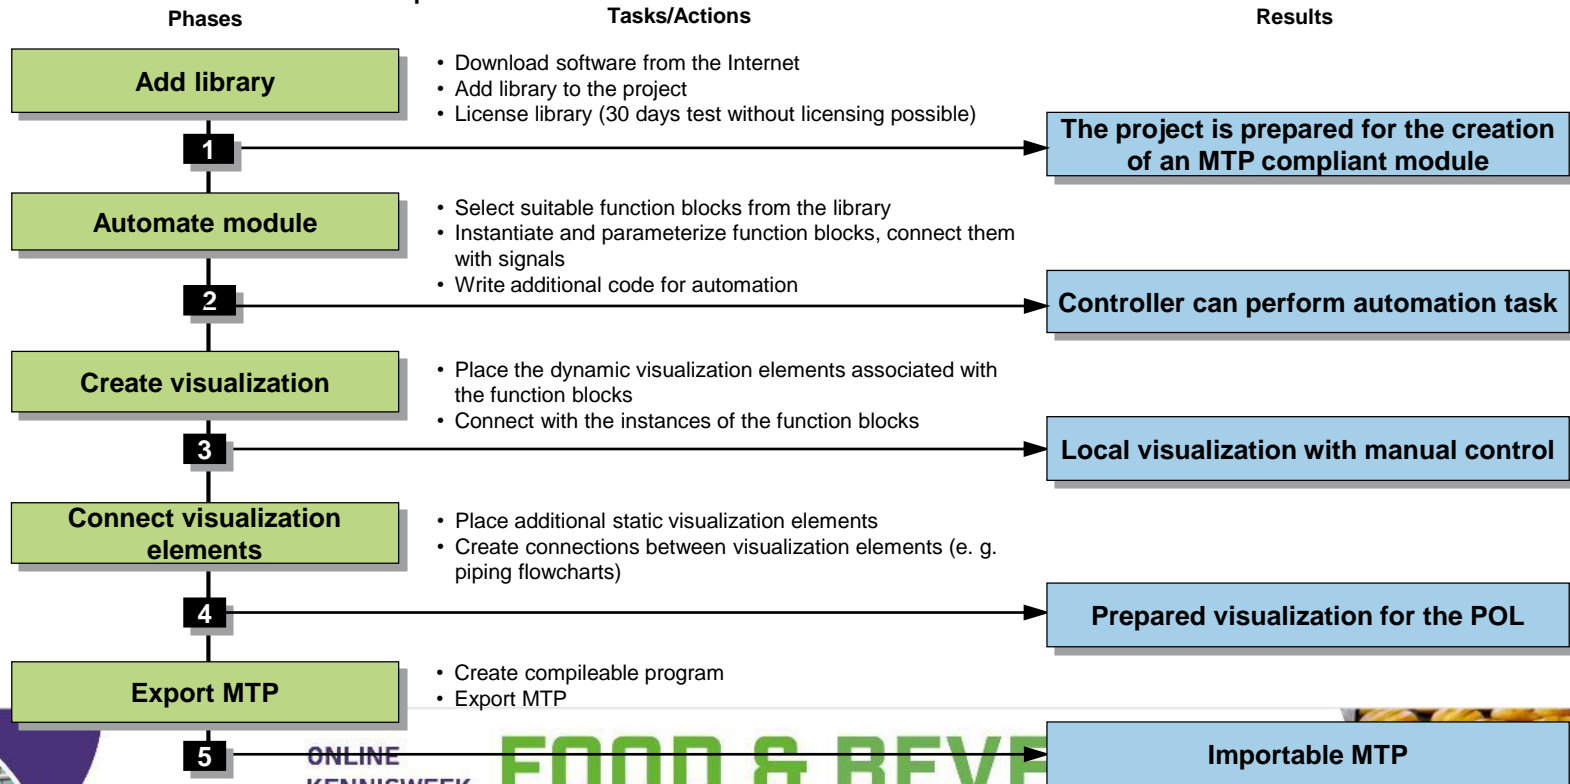 Phases
Tasks/Actions
Results
Add library
• Download software from the Internet
• Add library to the project
• License library (30 days test without licensing possible)
1
The project is prepared for the creation
of an MTP compliant module
Automate module
• Select suitable function blocks from the library
• Instantiate and parameterize function blocks, connect them
with signals
• Write additional code for automation
2
Controller can perform automation task
Create visualization
• Place the dynamic visualization elements associated with
the function blocks
• Connect with the instances of the function blocks
3
Local visualization with manual control
Connect visualization
elements
• Place additional static visualization elements
• Create connections between visualization elements (e. g.
piping flowcharts)
4
Prepared visualization for the POL
Export MTP
• Create compileable program
• Export MTP
5
Importable MTP
ONLINE
KENNISWEEK
FOOD & BEVE